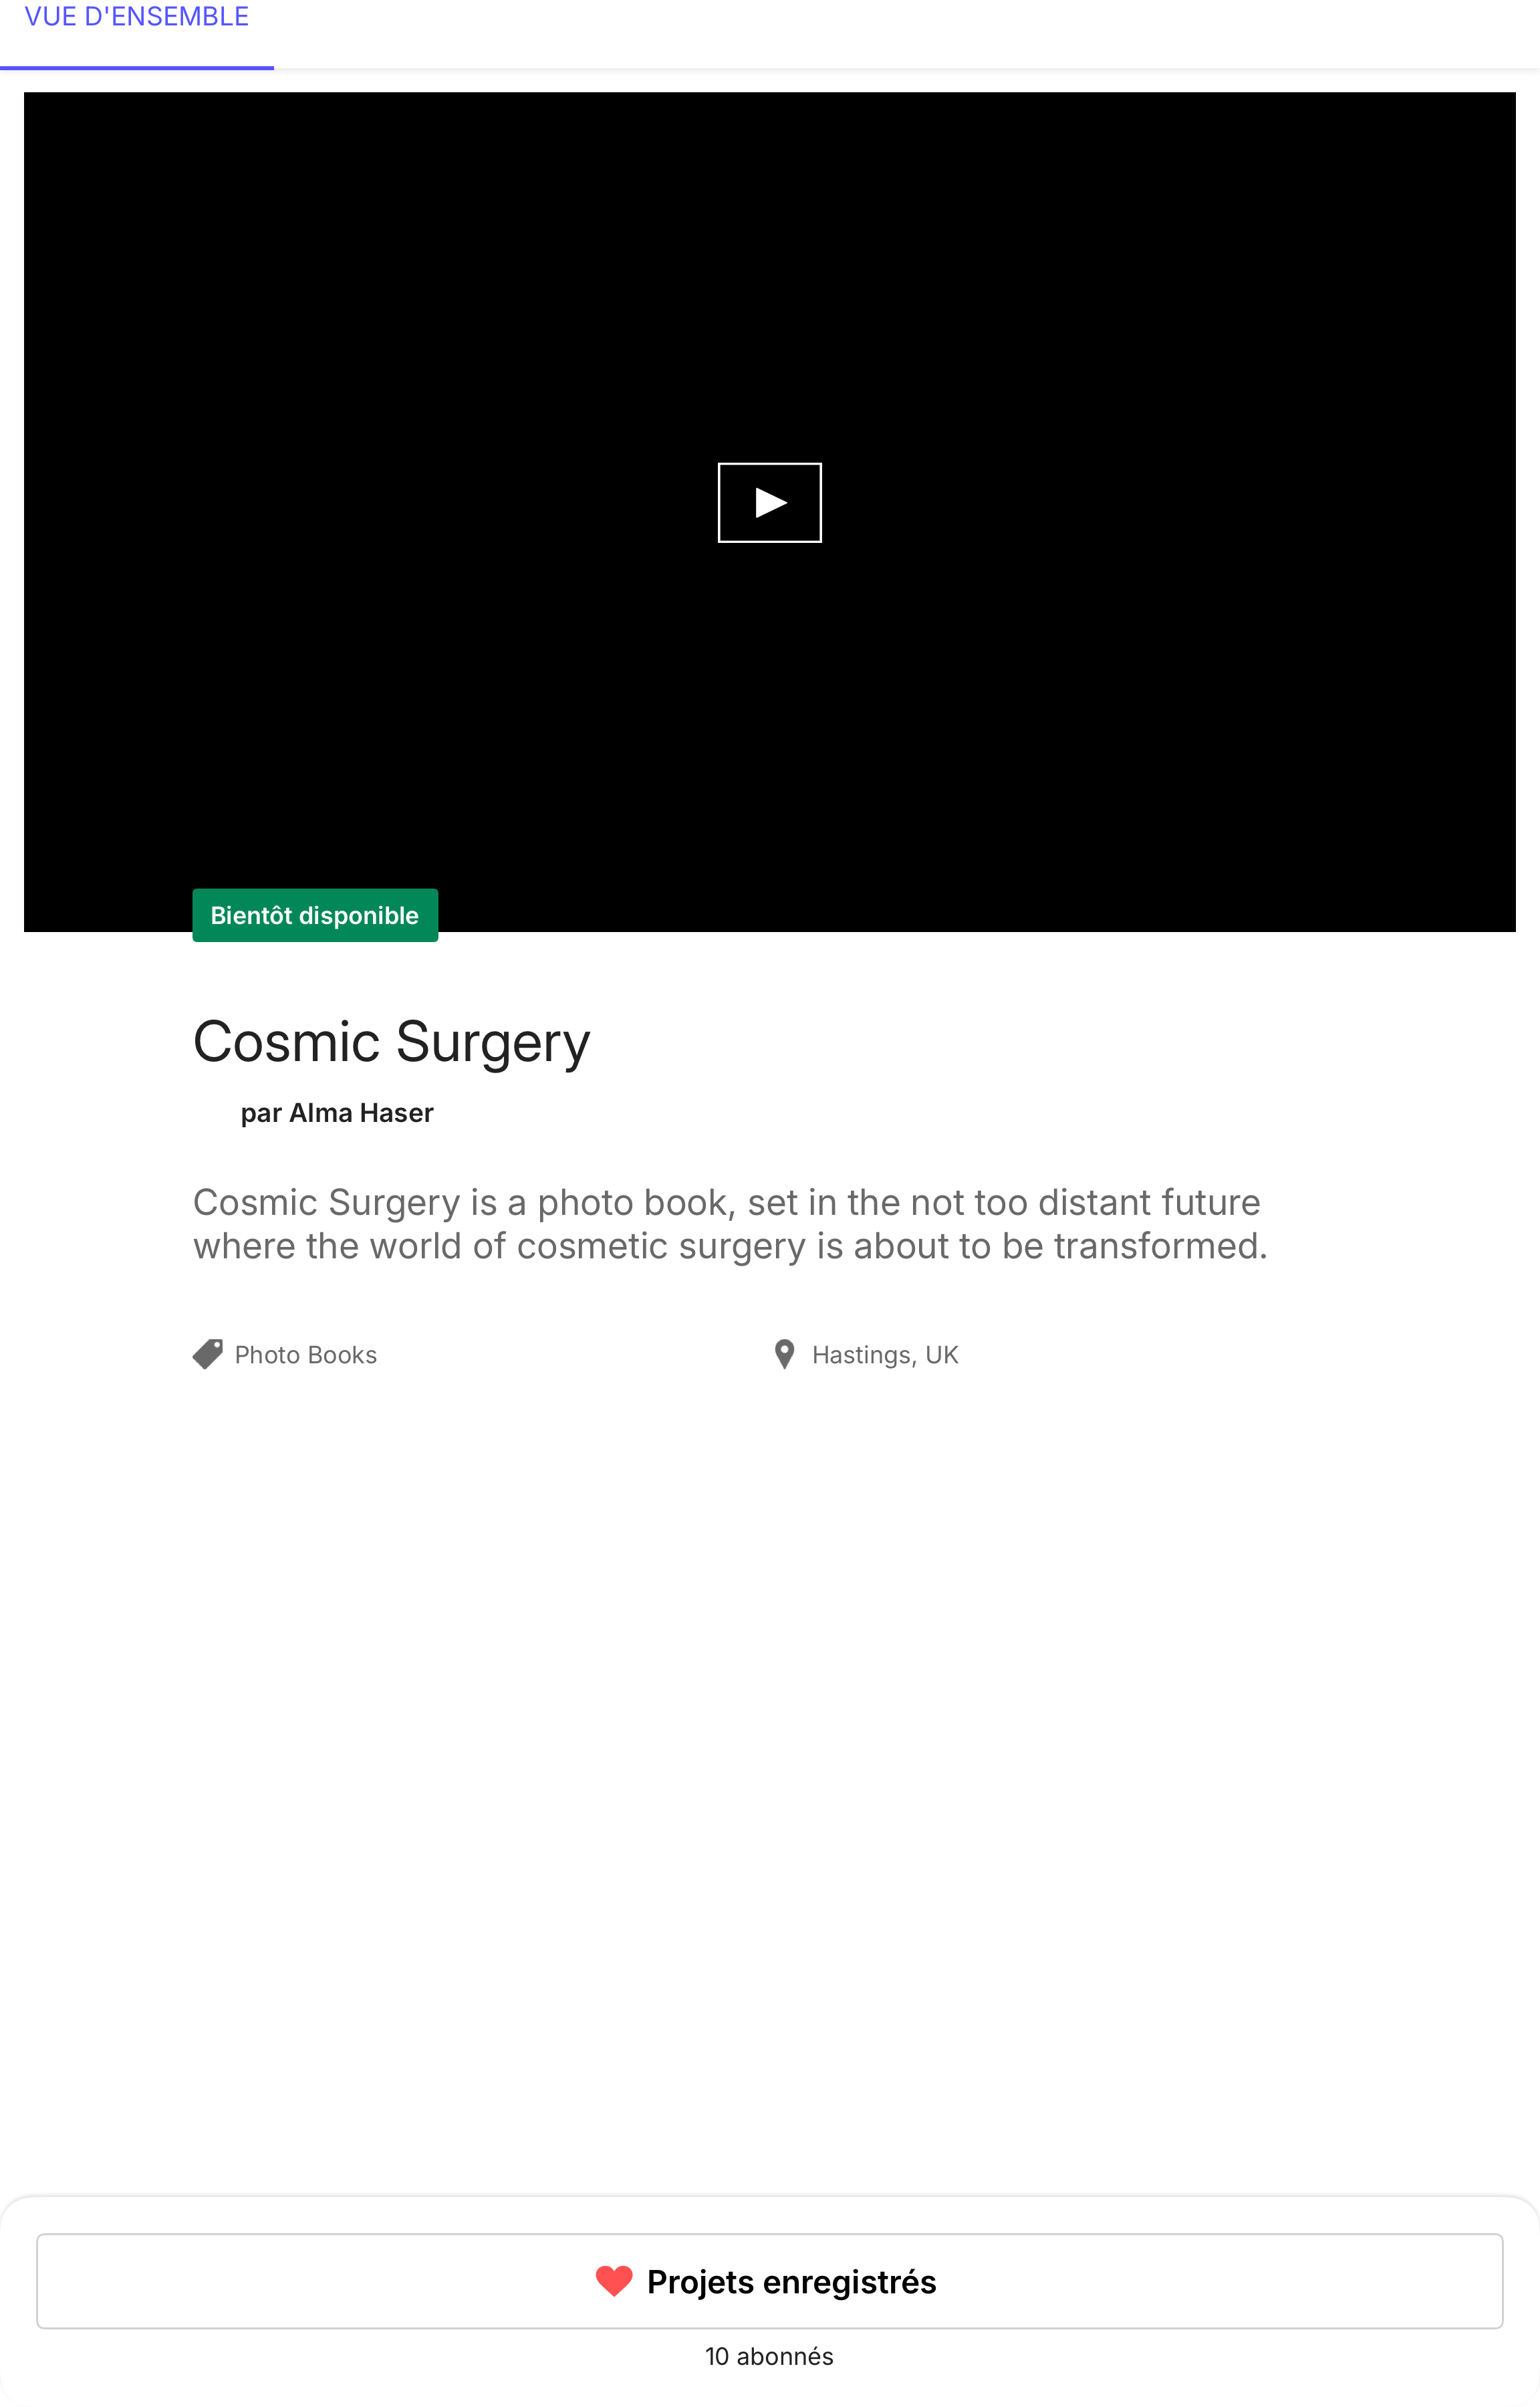 VUE D'ENSEMBLE
Bientôt disponible
Cosmic Surgery
par Alma Haser
Cosmic Surgery is a photo book, set in the not too distant future
where the world of cosmetic surgery is about to be transformed.
Photo Books
Hastings, UK
Projets enregistrés
10 abonnés